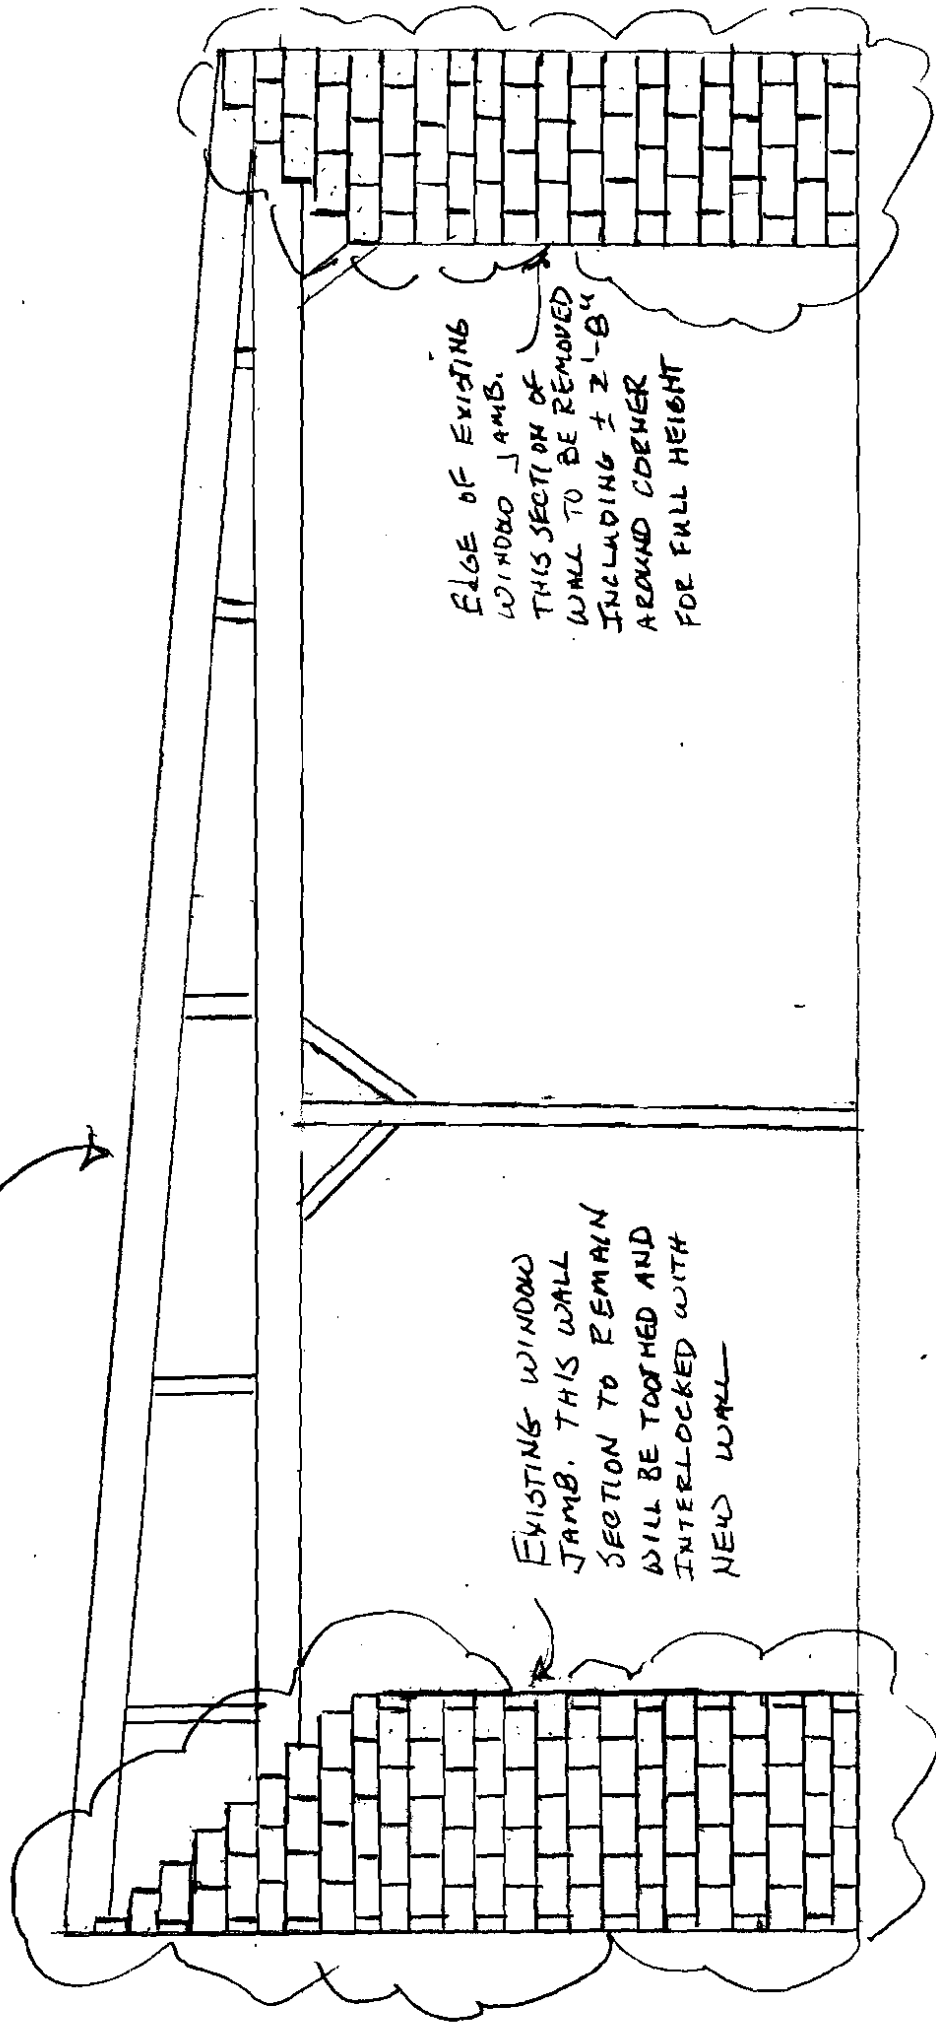 EXISTING WINDOW
JAMB. THIS WALL
SECTION TO REMAIN
WILL BE TOOTHED AND
INTERLOCKED WITH
NEW WALL
EDGE OF EXISTING
WINDOW JAMB.
THIS SECTION OF
WALL TO BE REMOVED
INCLUDING ± 2'-8"
AROUND CORNER
FOR FULL HEIGHT